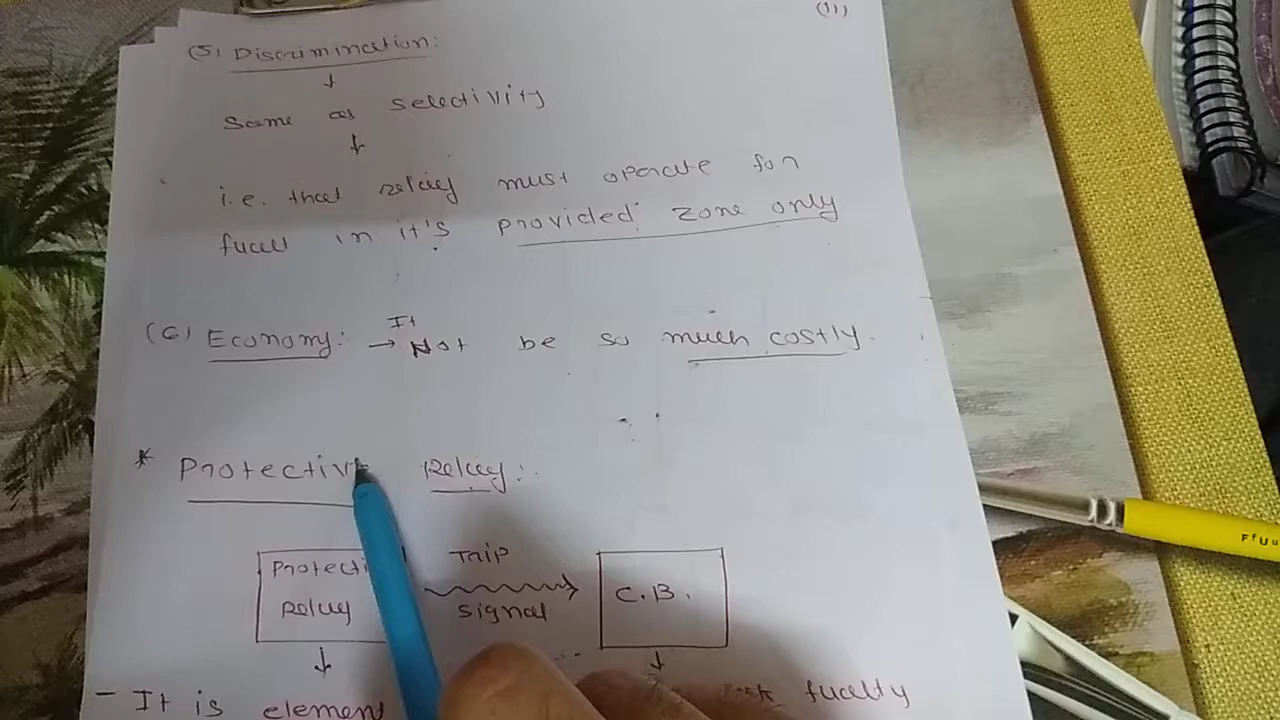 (11)
(5) Discrimination:
Same as selectivity
i.e. that relay must operate for
fault in it's provided zone only
(6) Economy: → It Not be so much costly.
* Protective Relay:
Protecti Trip
Relay signal C.B.
- It is element faulty